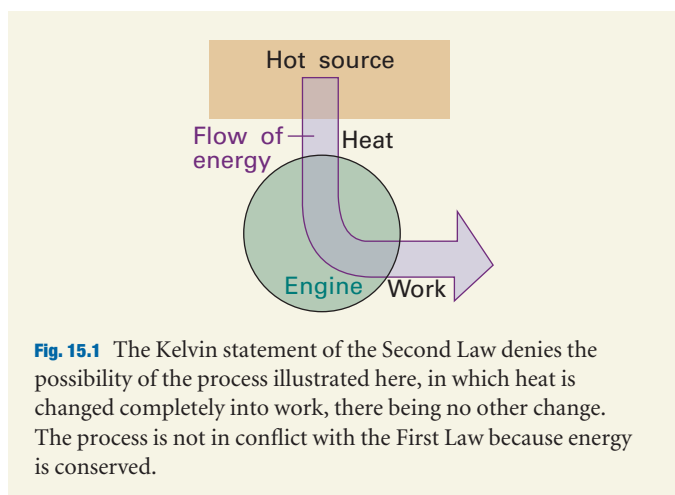 Hot source
Flow of
energy
Heat
Engine
Work
Fig. 15.1 The Kelvin statement of the Second Law denies the
possibility of the process illustrated here, in which heat is
changed completely into work, there being no other change.
The process is not in conflict with the First Law because energy
is conserved.